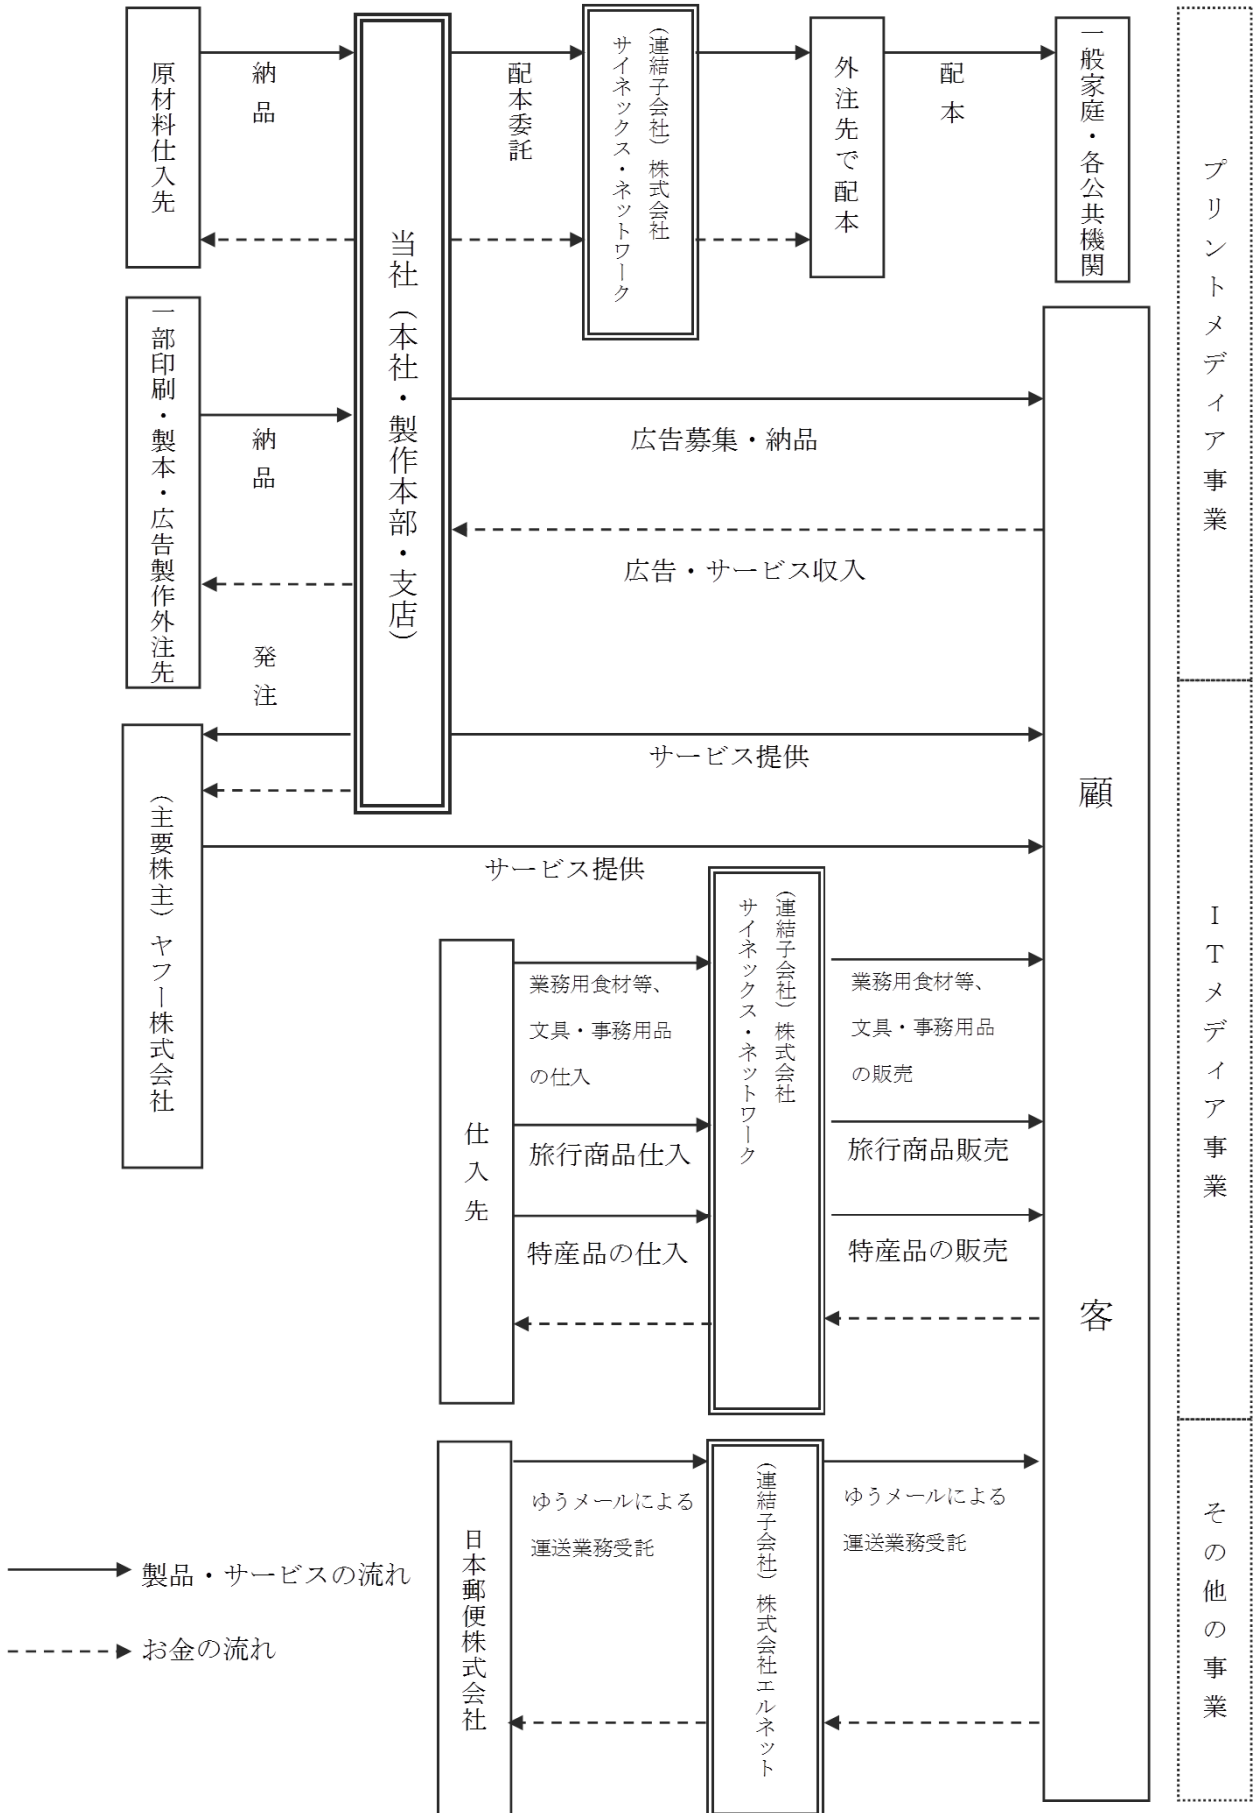 原材料仕入先
納品
当社（本社・製作本部・支店）
配本委託
（連結子会社）株式会社
サイネックス・ネットワーク
外注先で配本
配本
一般家庭・各公共機関
プリントメディア事業
一部印刷・製本・広告製作外注先
納品
広告募集・納品
広告・サービス収入
発注
サービス提供
顧客
（主要株主）ヤフー株式会社
サービス提供
ＩＴメディア事業
仕入先
業務用食材等、
文具・事務用品
の仕入
旅行商品仕入
特産品の仕入
（連結子会社）株式会社
サイネックス・ネットワーク
業務用食材等、
文具・事務用品
の販売
旅行商品販売
特産品の販売
日本郵便株式会社
ゆうメールによる
運送業務受託
（連結子会社）株式会社エルネット
ゆうメールによる
運送業務受託
その他の事業
製品・サービスの流れ
お金の流れ